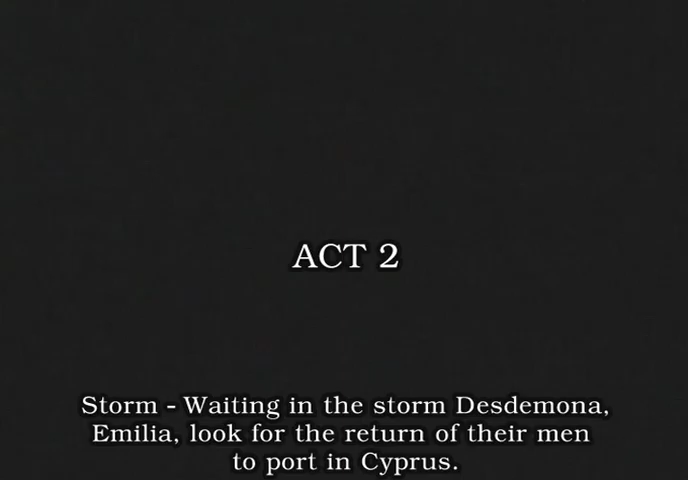 ACT 2
Storm - Waiting in the storm Desdemona,
Emilia, look for the return of their men
to port in Cyprus.